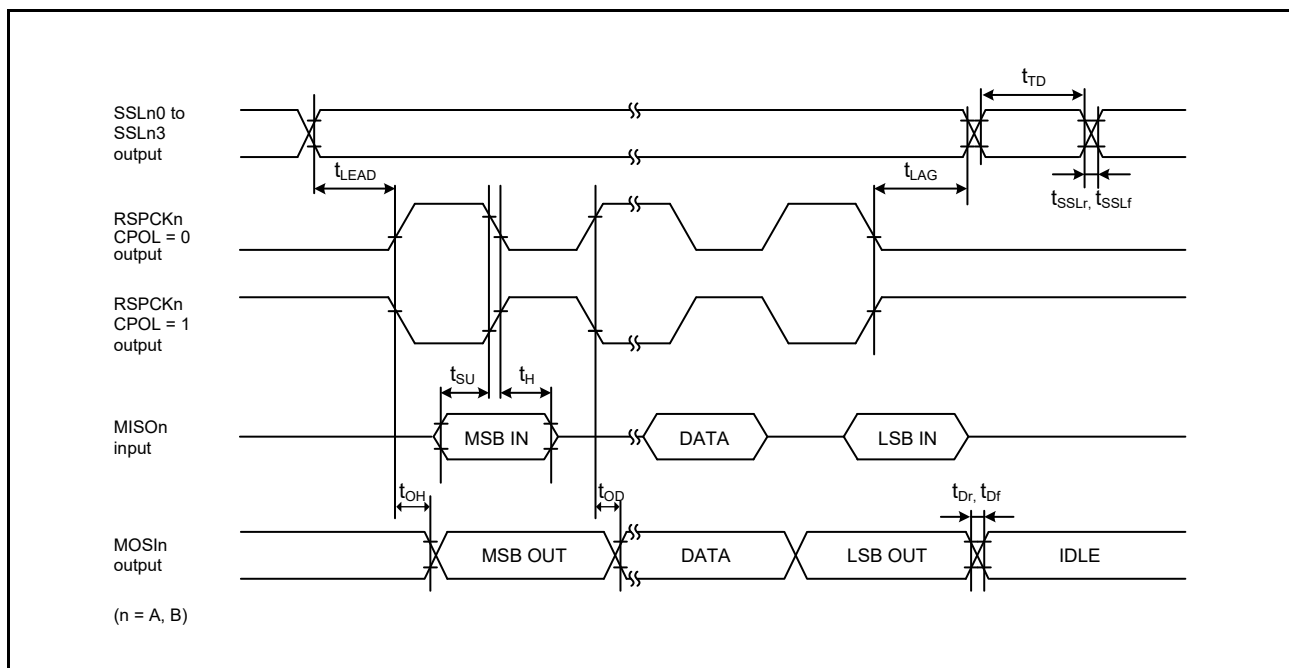 SSLn0 to
SSLn3
output
tTD
tLEAD
tLAG
tSSLr, tSSLf
RSPCKn
CPOL = 0
output
RSPCKn
CPOL = 1
output
tSU
tH
MISOn
input
MSB IN
DATA
LSB IN
tOH
tOD
tDr, tDf
MOSIn
output
MSB OUT
DATA
LSB OUT
IDLE
(n = A, B)